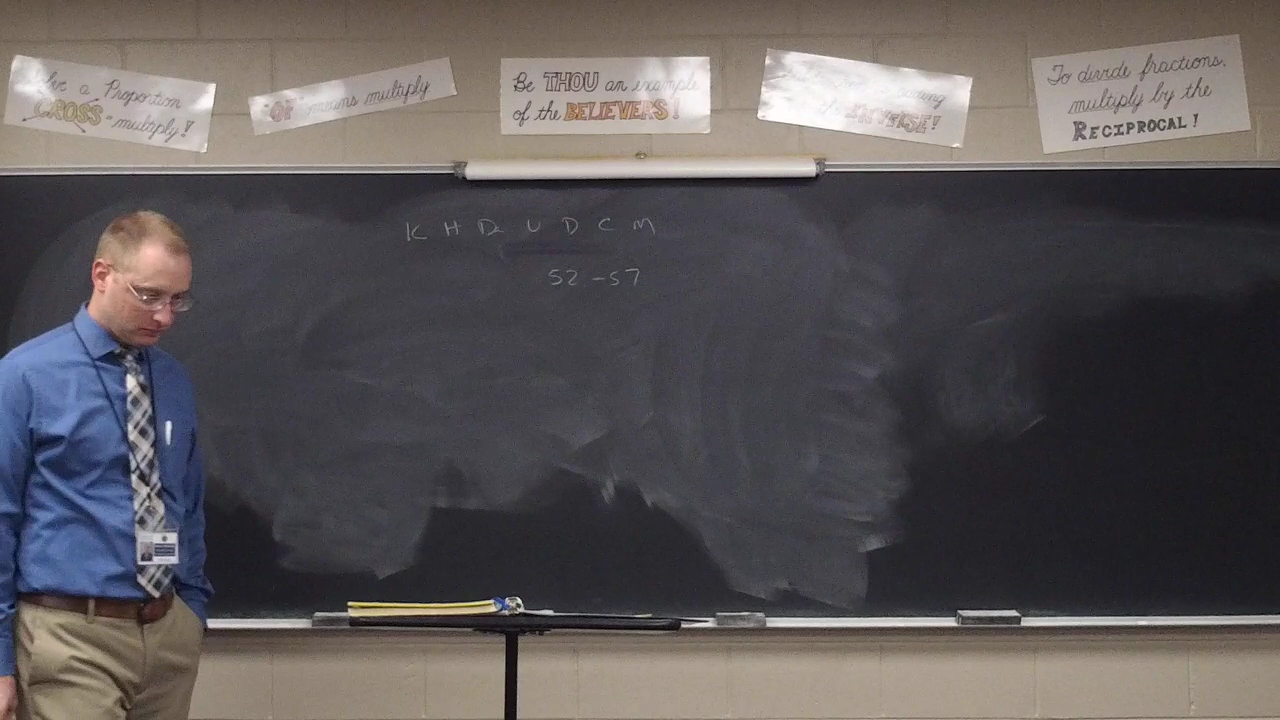 a Proportion
CROSS-multiply!
"OF" means multiply
Be THOU an example
of the BELIEVERS!
INVERSE!
To divide fractions,
multiply by the
RECIPROCAL!
K H Da U D C M
52 - 57